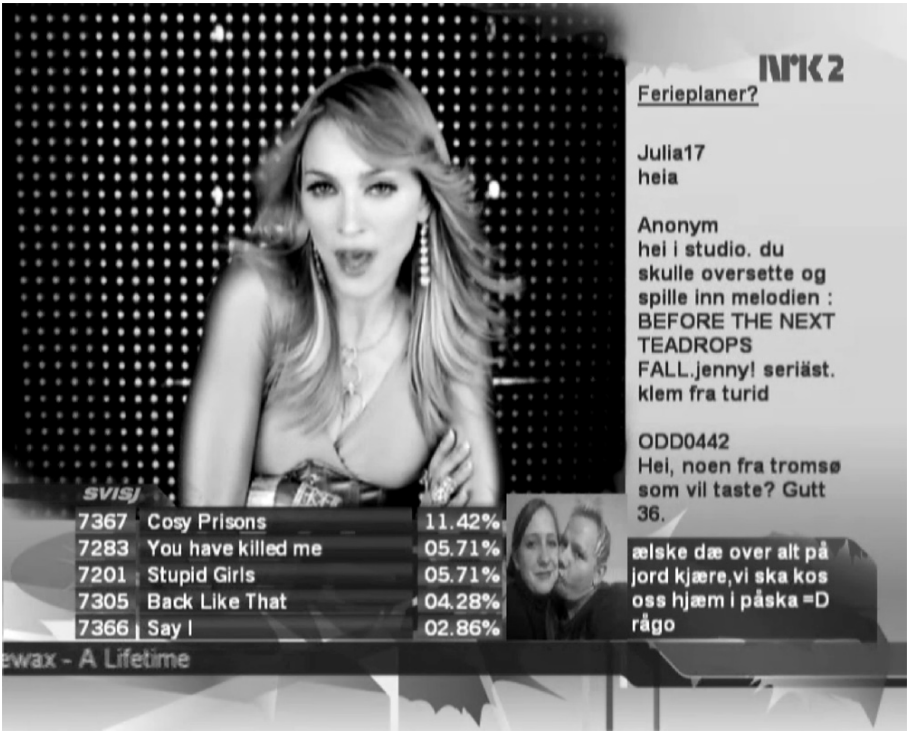 nrk 2
Ferieplaner?
Julia17
heia
Anonym
hei i studio. du
skulle oversette og
spille inn melodien :
BEFORE THE NEXT
TEADROPS
FALL.jenny! seriäst.
klem fra turid
ODD0442
Hei, noen fra tromsø
som vil taste? Gutt
36.
SVISJ
7367 Cosy Prisons 11.42%
7283 You have killed me 05.71%
7201 Stupid Girls 05.71%
7305 Back Like That 04.28%
7366 Say I 02.86%
ælske dæ over alt på
jord kjære,vi ska kos
oss hjæm i påska =D
rågo
ewax - A Lifetime